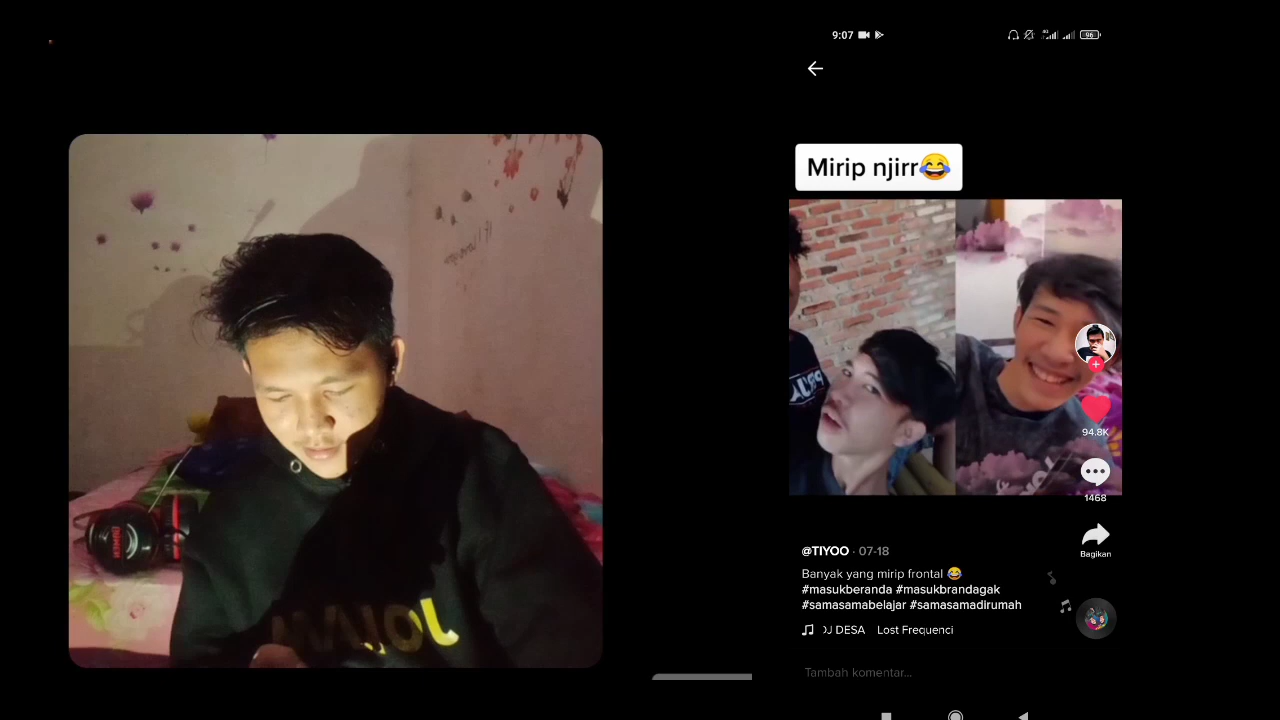 9:07
96
Mirip njirr😂
94.8K
1468
Bagikan
@TIYOO · 07-18
Banyak yang mirip frontal 😂
#masukberanda #masukbrandagak
#samasamabelajar #samasamadirumah
DJ DESA Lost Frequenci
Tambah komentar...